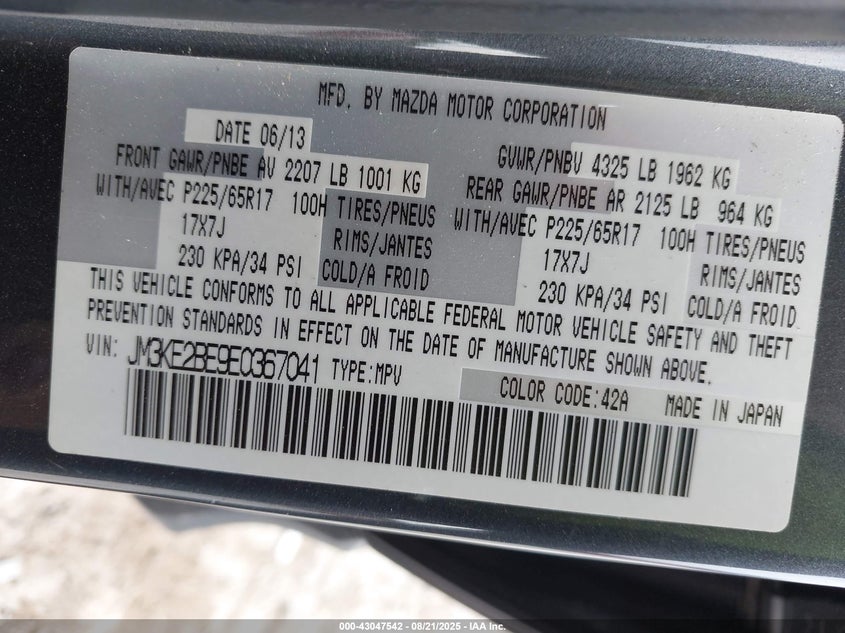 MFD. BY MAZDA MOTOR CORPORATION
DATE 06/13
GVWR/PNBV 4325 LB 1962 KG
FRONT GAWR/PNBE AV 2207 LB 1001 KG
REAR GAWR/PNBE AR 2125 LB 964 KG
WITH/AVEC P225/65R17 100H TIRES/PNEUS
WITH/AVEC P225/65R17 100H TIRES/PNEUS
17X7J RIMS/JANTES
17X7J RIMS/JANTES
230 KPA/34 PSI COLD/A FROID
230 KPA/34 PSI COLD/A FROID
THIS VEHICLE CONFORMS TO ALL APPLICABLE FEDERAL MOTOR VEHICLE SAFETY AND THEFT
PREVENTION STANDARDS IN EFFECT ON THE DATE OF MANUFACTURE SHOWN ABOVE.
VIN: JM3KE2BE9E0367041 TYPE:MPV
COLOR CODE:42A MADE IN JAPAN
000-43047542 - 08/21/2025 - IAA Inc.